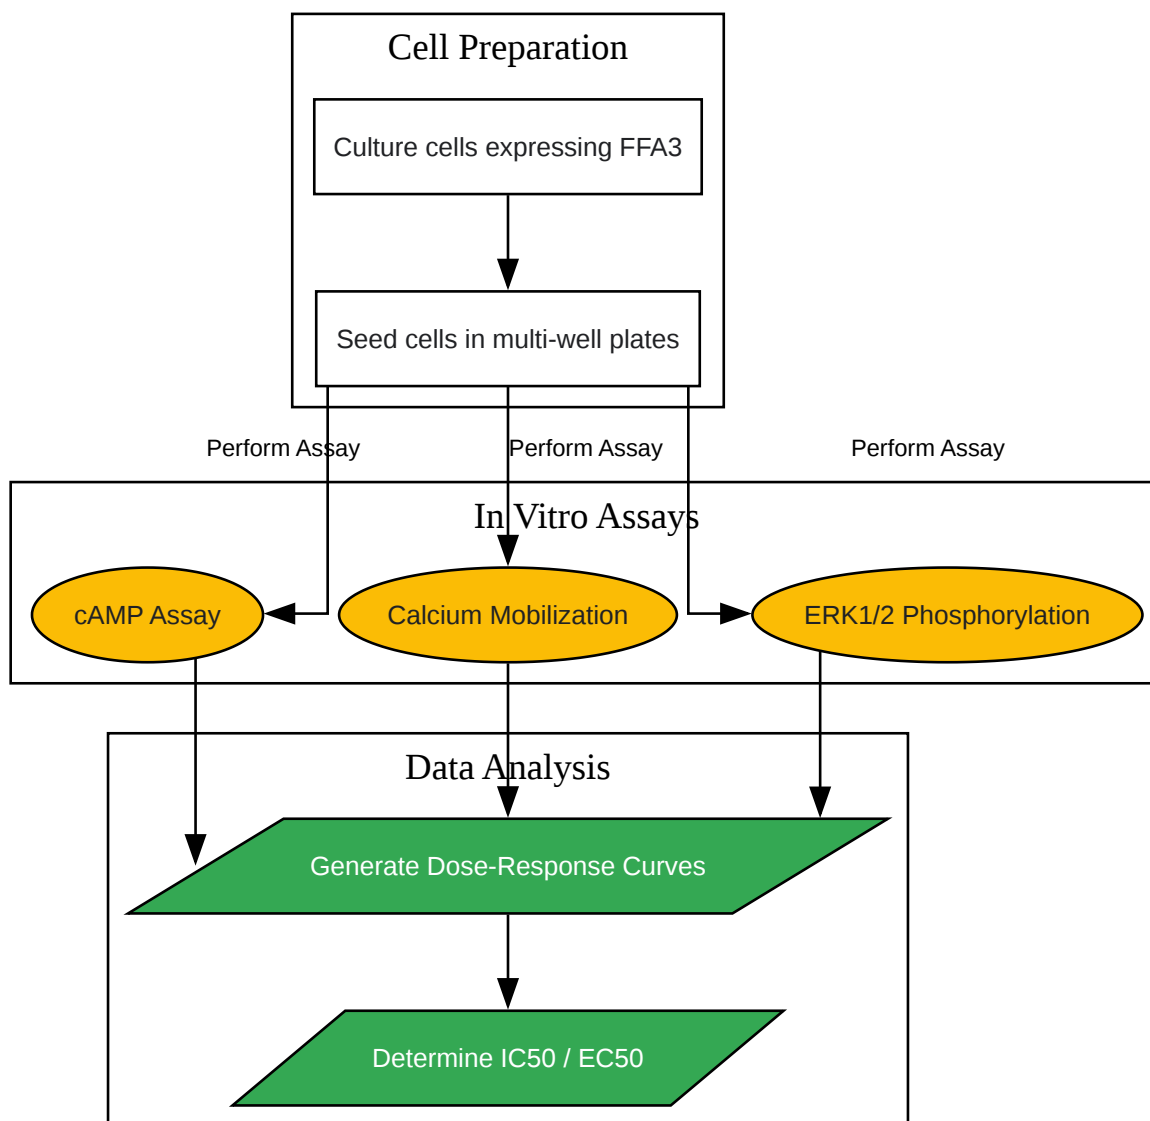 Cell Preparation
Culture cells expressing FFA3
Seed cells in multi-well plates
Perform Assay
Perform Assay
Perform Assay
In Vitro Assays
cAMP Assay
Calcium Mobilization
ERK1/2 Phosphorylation
Data Analysis
Generate Dose-Response Curves
Determine IC50 / EC50